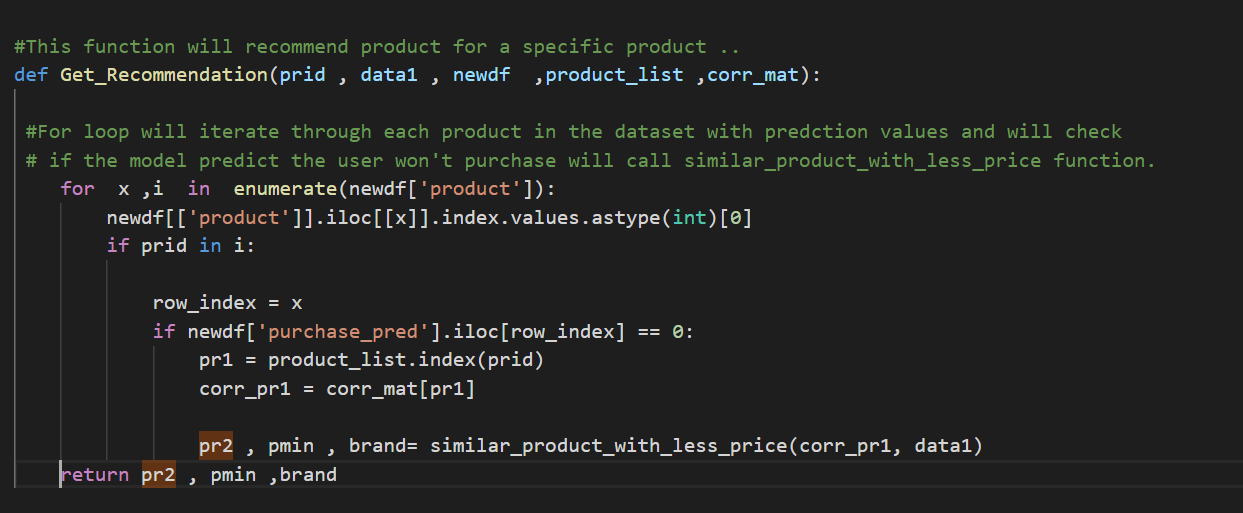 #This function will recommend product for a specific product ..
def Get_Recommendation(prid , data1 , newdf  ,product_list ,corr_mat):
#For loop will iterate through each product in the dataset with predction values and will check
# if the model predict the user won't purchase will call similar_product_with_less_price function.
for  x ,i  in  enumerate(newdf['product']):
newdf[['product']].iloc[[x]].index.values.astype(int)[0]
if prid in i:
row_index = x
if newdf['purchase_pred'].iloc[row_index] == 0:
pr1 = product_list.index(prid)
corr_pr1 = corr_mat[pr1]
pr2 , pmin , brand= similar_product_with_less_price(corr_pr1, data1)
return pr2 , pmin ,brand